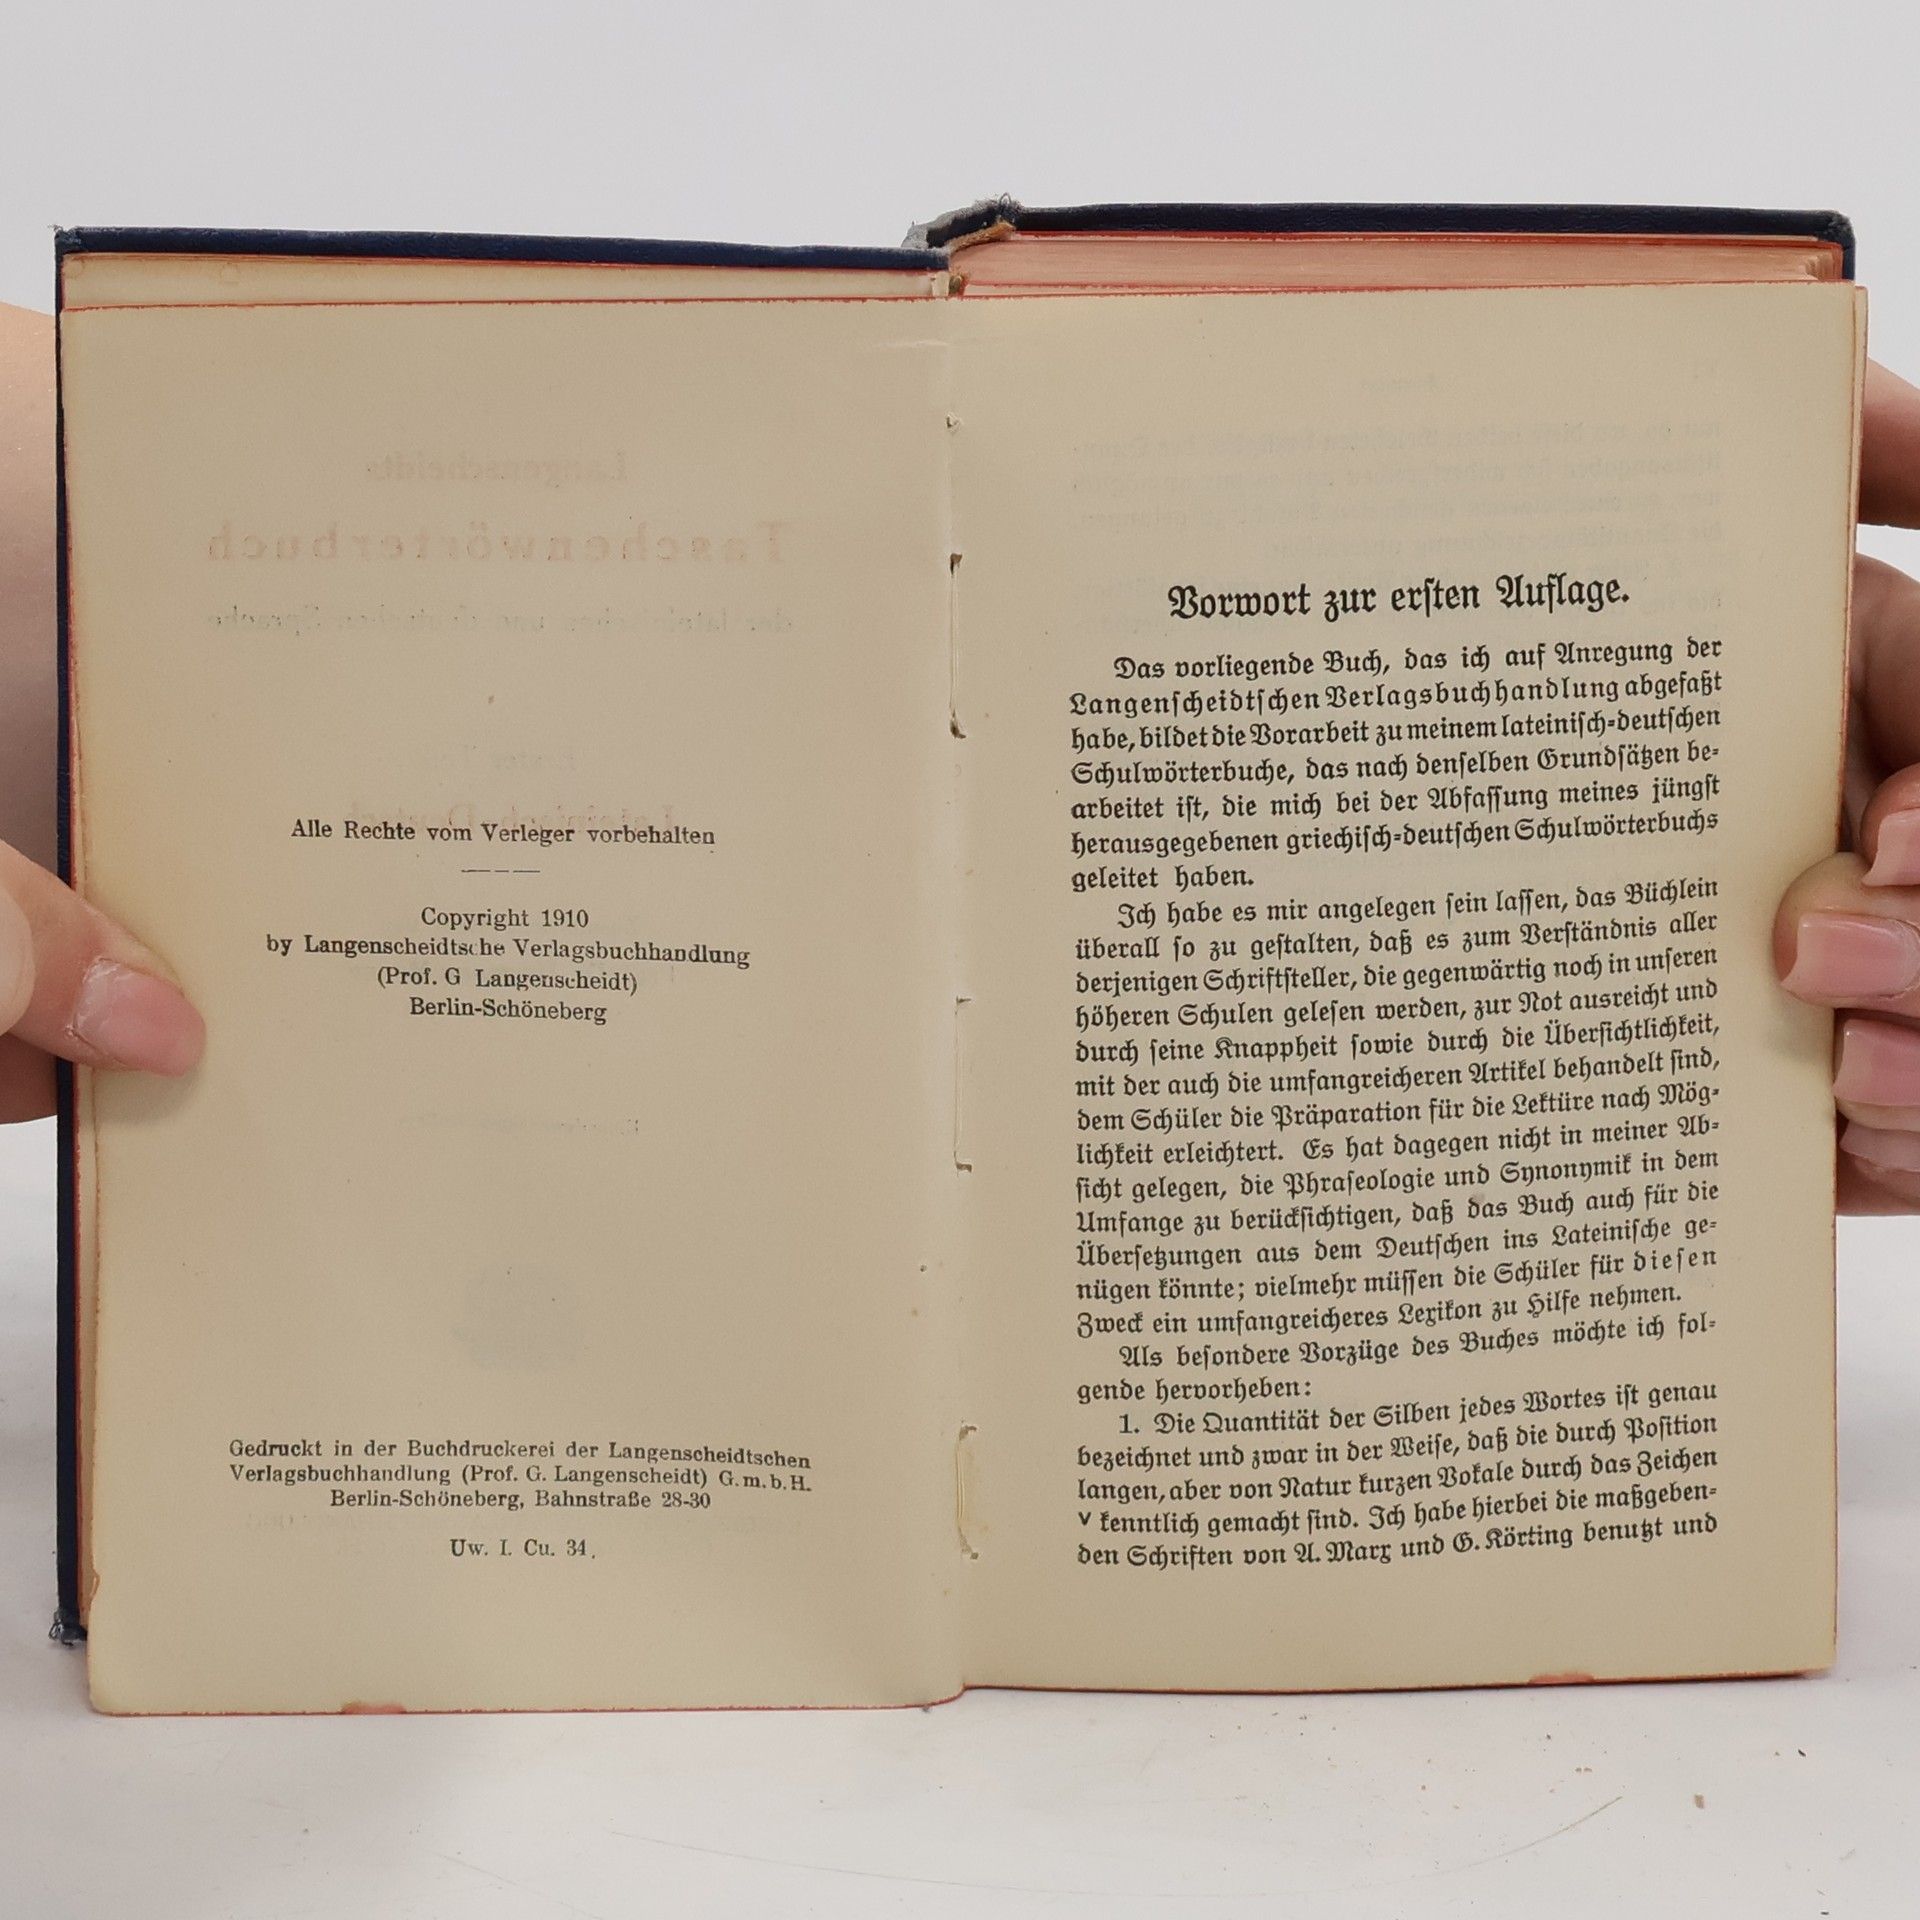 Alle Rechte vom Verleger vorbehalten
Copyright 1910
by Langenscheidtsche Verlagsbuchhandlung
(Prof. G Langenscheidt)
Berlin-Schöneberg
Gedruckt in der Buchdruckerei der Langenscheidtschen
Verlagsbuchhandlung (Prof. G. Langenscheidt) G.m.b.H.
Berlin-Schöneberg, Bahnstraße 28-30
Uw. I. Cu. 34.
Vorwort zur erſten Auflage.
Das vorliegende Buch, das ich auf Anregung der
Langenſcheidtſchen Verlagsbuchhandlung abgefaßt
habe, bildet die Vorarbeit zu meinem lateiniſch-deutſchen
Schulwörterbuche, das nach denſelben Grundſätzen be-
arbeitet iſt, die mich bei der Abfaſſung meines jüngſt
herausgegebenen griechiſch-deutſchen Schulwörterbuchs
geleitet haben.
Ich habe es mir angelegen ſein laſſen, das Büchlein
überall ſo zu geſtalten, daß es zum Verſtändnis aller
derjenigen Schriftſteller, die gegenwärtig noch in unſeren
höheren Schulen geleſen werden, zur Not ausreicht und
durch ſeine Knappheit ſowie durch die Überſichtlichkeit,
mit der auch die umfangreicheren Artikel behandelt ſind,
dem Schüler die Präparation für die Lektüre nach Mög-
lichkeit erleichtert. Es hat dagegen nicht in meiner Ab-
ſicht gelegen, die Phraſeologie und Synonymik in dem
Umfange zu berückſichtigen, daß das Buch auch für die
Überſetzungen aus dem Deutſchen ins Lateiniſche ge-
nügen könnte; vielmehr müſſen die Schüler für dieſen
Zweck ein umfangreicheres Lexikon zu Hilfe nehmen.
Als beſondere Vorzüge des Buches möchte ich fol-
gende hervorheben:
1. Die Quantität der Silben jedes Wortes iſt genau
bezeichnet und zwar in der Weiſe, daß die durch Poſition
langen, aber von Natur kurzen Vokale durch das Zeichen
v kenntlich gemacht ſind. Ich habe hierbei die maßgeben-
den Schriften von A. Marx und G. Körting benutzt und